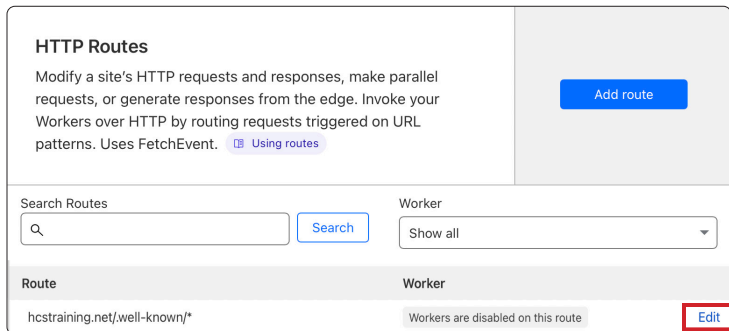 HTTP Routes
Modify a site's HTTP requests and responses, make parallel
requests, or generate responses from the edge. Invoke your
Workers over HTTP by routing requests triggered on URL
patterns. Uses FetchEvent. Using routes
Add route
Search Routes
Search
Worker
Show all
Route Worker
hcstraining.net/.well-known/* Workers are disabled on this route Edit